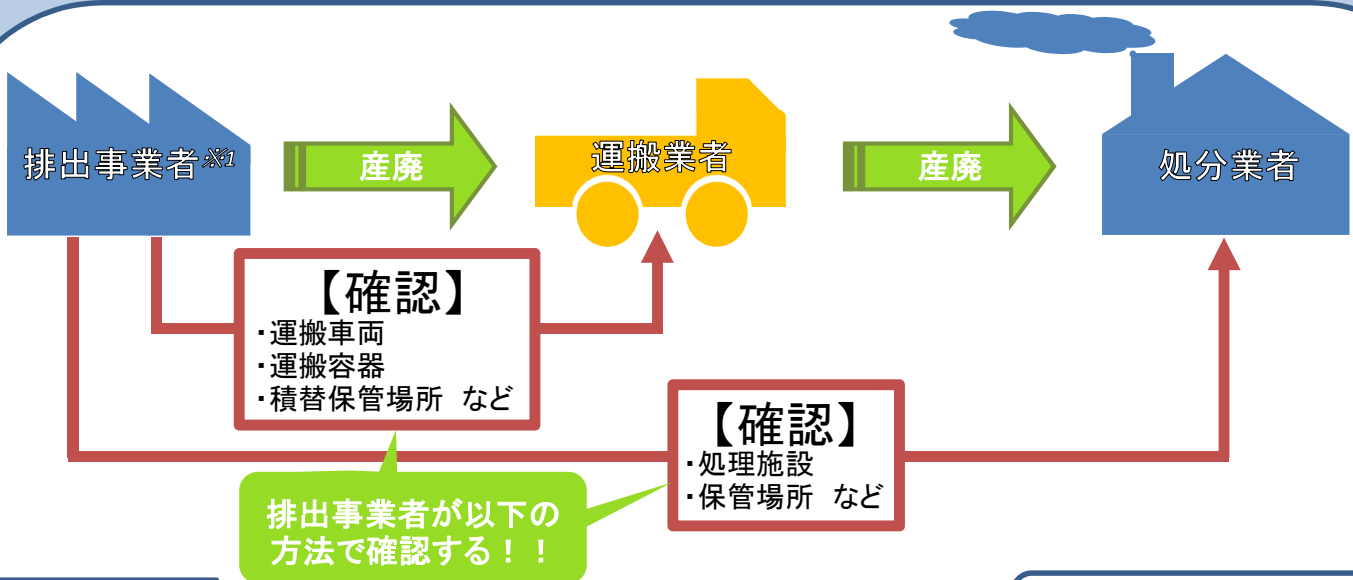 排出事業者※1
産廃
運搬業者
産廃
処分業者
【確認】
・運搬車両
・運搬容器
・積替保管場所　など
【確認】
・処理施設
・保管場所　など
排出事業者が以下の
方法で確認する！！